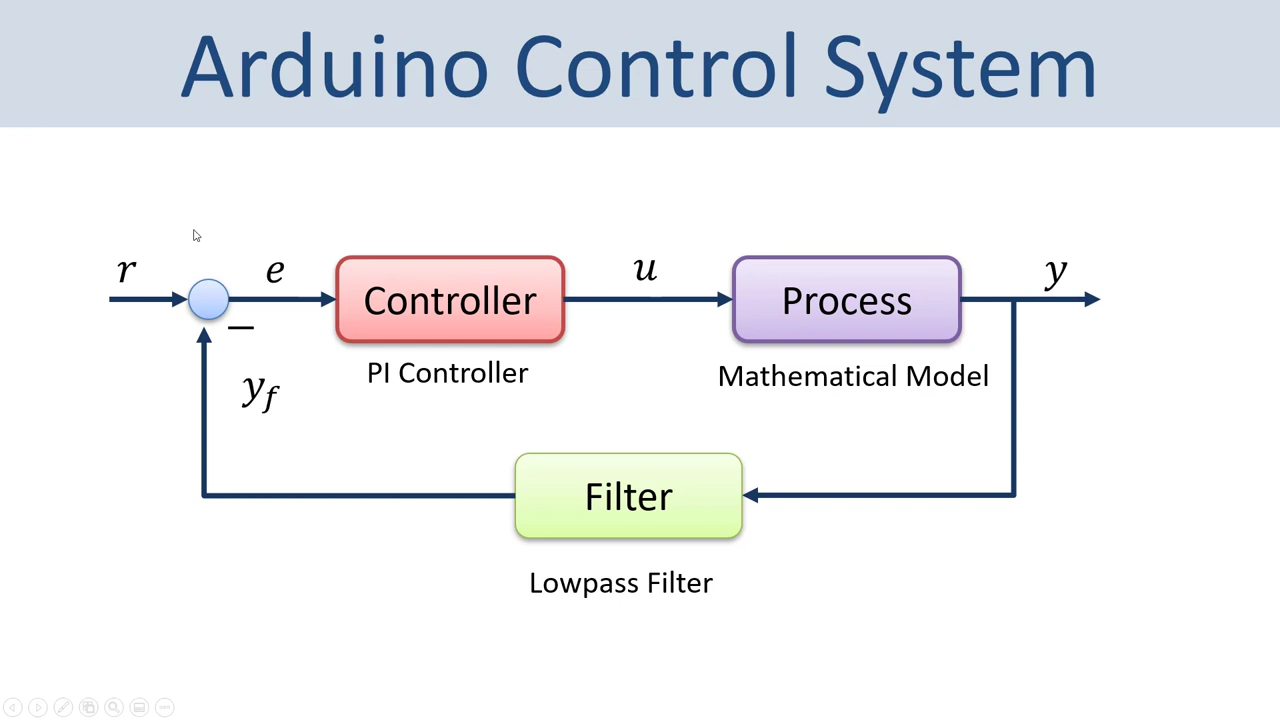 Arduino Control System
r
e
Controller
u
Process
y
−
PI Controller
Mathematical Model
y_f
Filter
Lowpass Filter